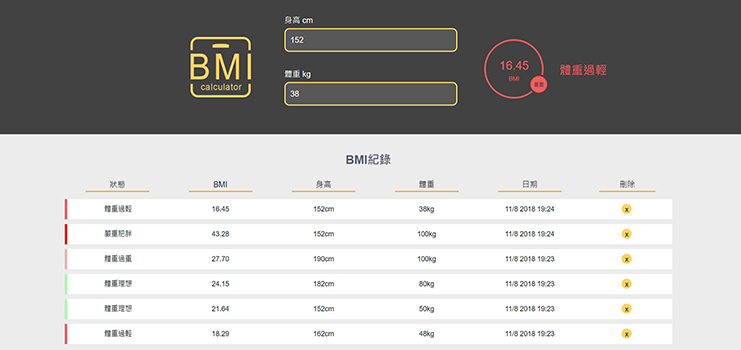 身高 cm
152
BMI
calculator
體重 kg
38
16.45
BMI
重置
體重過輕
BMI紀錄
狀態 BMI 身高 體重 日期 刪除
體重過輕 16.45 152cm 38kg 11/8 2018 19:24 x
嚴重肥胖 43.28 152cm 100kg 11/8 2018 19:24 x
體重過重 27.70 190cm 100kg 11/8 2018 19:23 x
體重理想 24.15 182cm 80kg 11/8 2018 19:23 x
體重理想 21.64 152cm 50kg 11/8 2018 19:23 x
體重過輕 18.29 162cm 48kg 11/8 2018 19:23 x